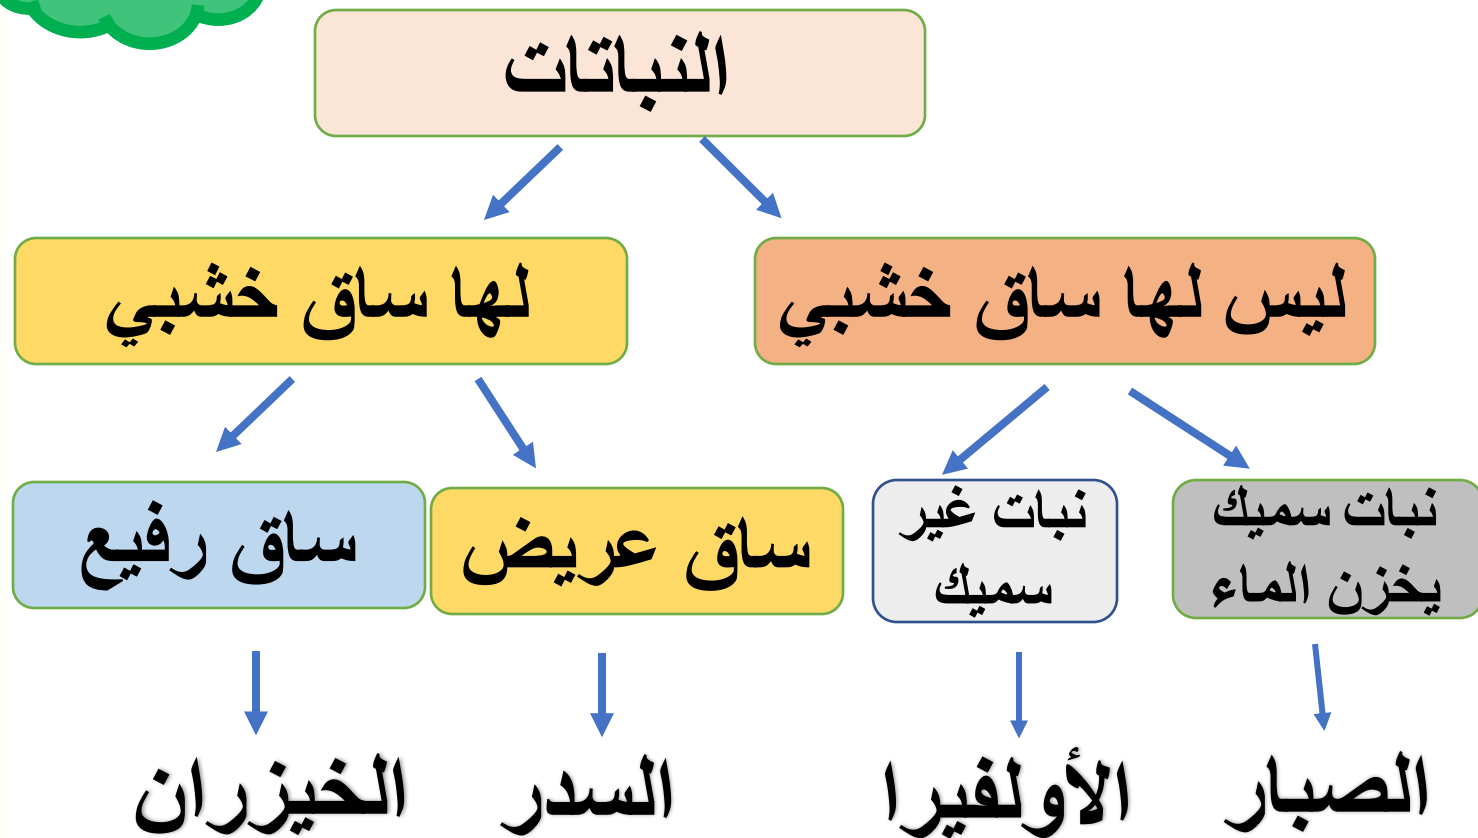 النباتات
ليس لها ساق خشبي
لها ساق خشبي
نبات سميك
يخزن الماء
نبات غير
سميك
ساق عريض
ساق رفيع
الصبار
الأولفيرا
السدر
الخيزران